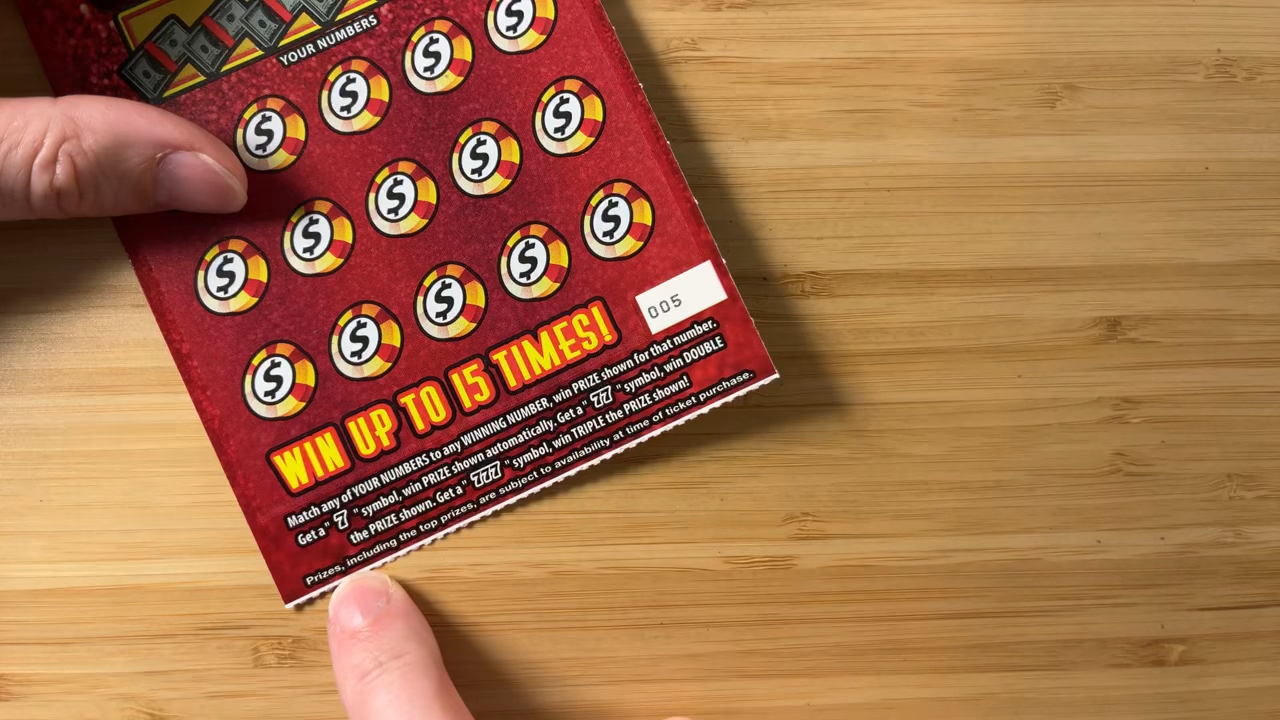 YOUR NUMBERS
$ $ $ $
$ $ $ $ $
$ $ $ $ $
005
WIN UP TO 15 TIMES!
Match any of YOUR NUMBERS to any WINNING NUMBER, win PRIZE shown for that number.
Get a "7" symbol, win PRIZE shown automatically. Get a "77" symbol, win DOUBLE
the PRIZE shown. Get a "777" symbol, win TRIPLE the PRIZE shown!
Prizes, including the top prizes, are subject to availability at time of ticket purchase.